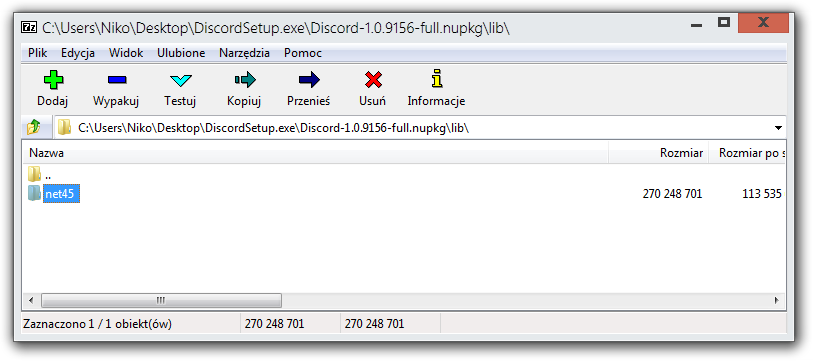 7z C:\Users\Niko\Desktop\DiscordSetup.exe\Discord-1.0.9156-full.nupkg\lib\
Plik Edycja Widok Ulubione Narzędzia Pomoc
Dodaj Wypakuj Testuj Kopiuj Przenieś Usuń Informacje
C:\Users\Niko\Desktop\DiscordSetup.exe\Discord-1.0.9156-full.nupkg\lib\
Nazwa Rozmiar Rozmiar po s
..
net45 270 248 701 113 535
Zaznaczono 1 / 1 obiekt(ów) 270 248 701 270 248 701